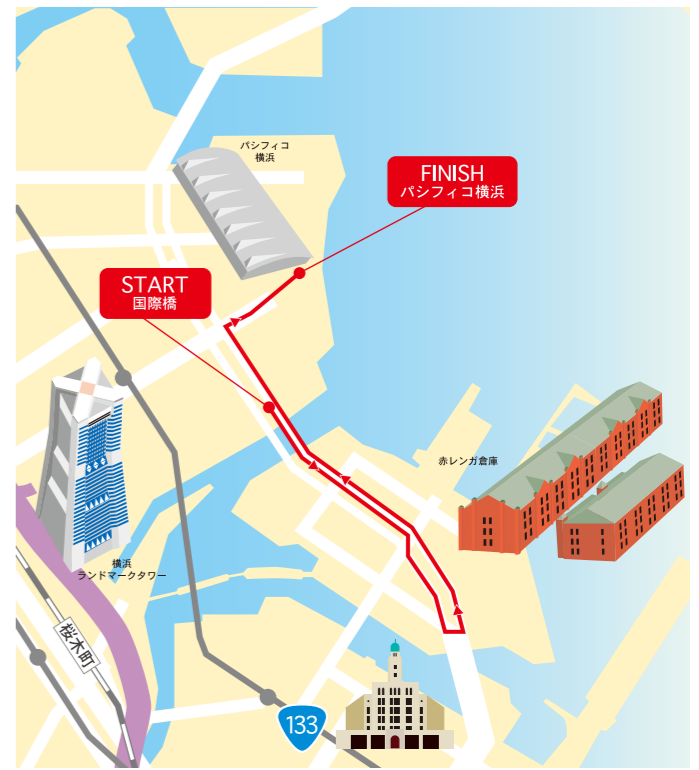 パシフィコ
横浜
FINISH
パシフィコ横浜
START
国際橋
赤レンガ倉庫
横浜
ランドマークタワー
桜木町
133